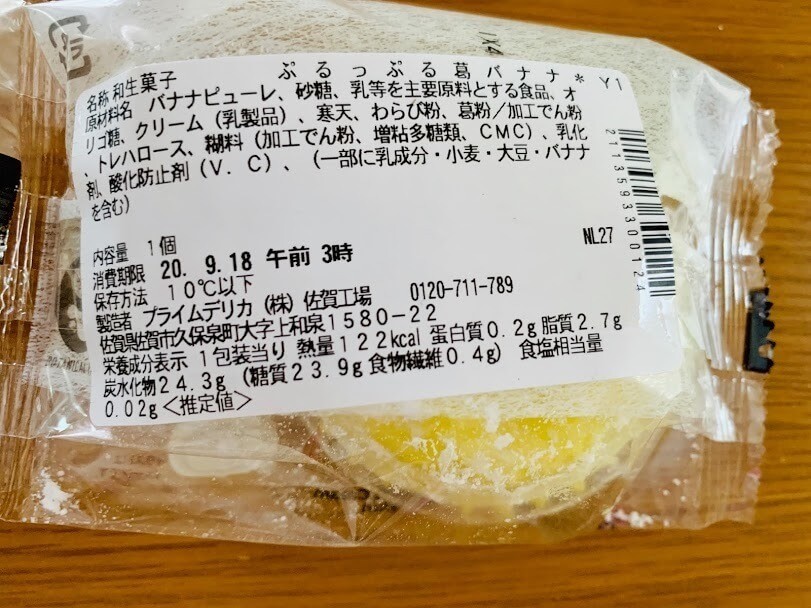 ぷるっぷる葛バナナ* Y1
名称 和生菓子
原材料名 バナナピューレ、砂糖、乳等を主要原料とする食品、オ
リゴ糖、クリーム（乳製品）、寒天、わらび粉、葛粉／加工でん粉
、トレハロース、糊料（加工でん粉、増粘多糖類、CMC）、乳化
剤、酸化防止剤（V．C）、（一部に乳成分・小麦・大豆・バナナ
を含む）
2113593300124
NL27
内容量 1個
消費期限 20. 9.18 午前 3時
保存方法 10℃以下
製造者 プライムデリカ（株）佐賀工場 0120-711-789
佐賀県佐賀市久保泉町大字上和泉1580-22
栄養成分表示 1包装当り 熱量122kcal 蛋白質0.2g 脂質2.7g
炭水化物24.3g（糖質23.9g 食物繊維0.4g） 食塩相当量
0.02g＜推定値＞